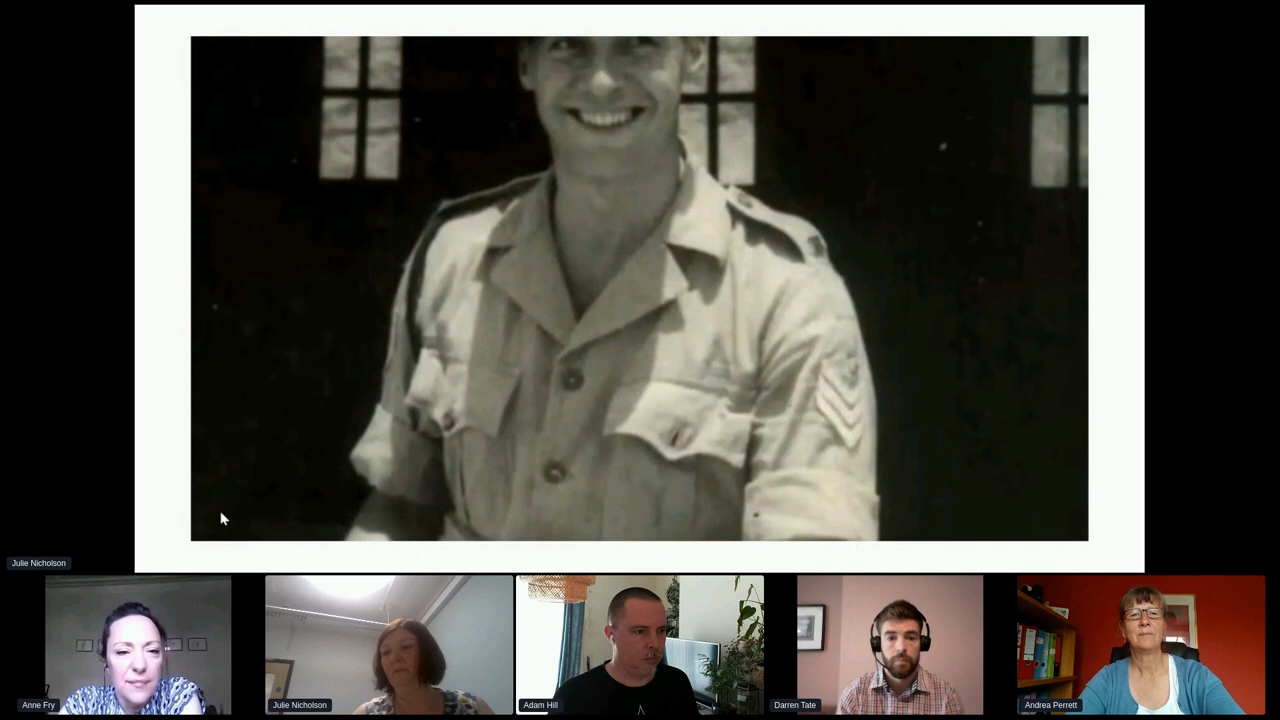 Julie Nicholson
Anne Fry
Julie Nicholson
Adam Hill
Darren Tate
Andrea Perrett